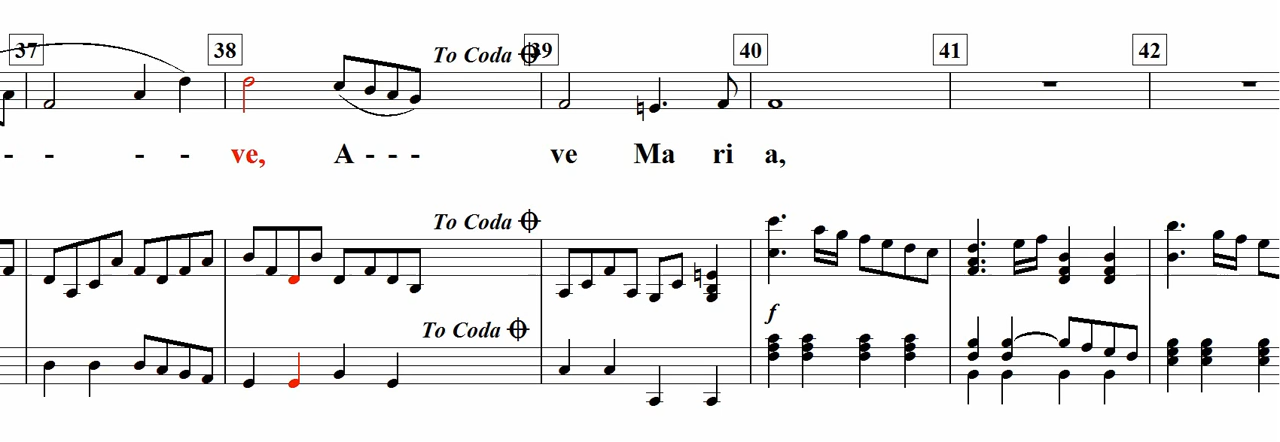 37 38 To Coda 39 40 41 42
- - - - ve, A - - - ve Ma ri a,
To Coda
f
To Coda